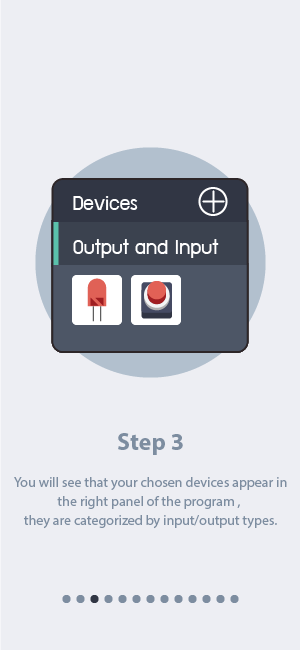 Devices
Output and Input
Step 3
You will see that your chosen devices appear in
the right panel of the program ,
they are categorized by input/output types.